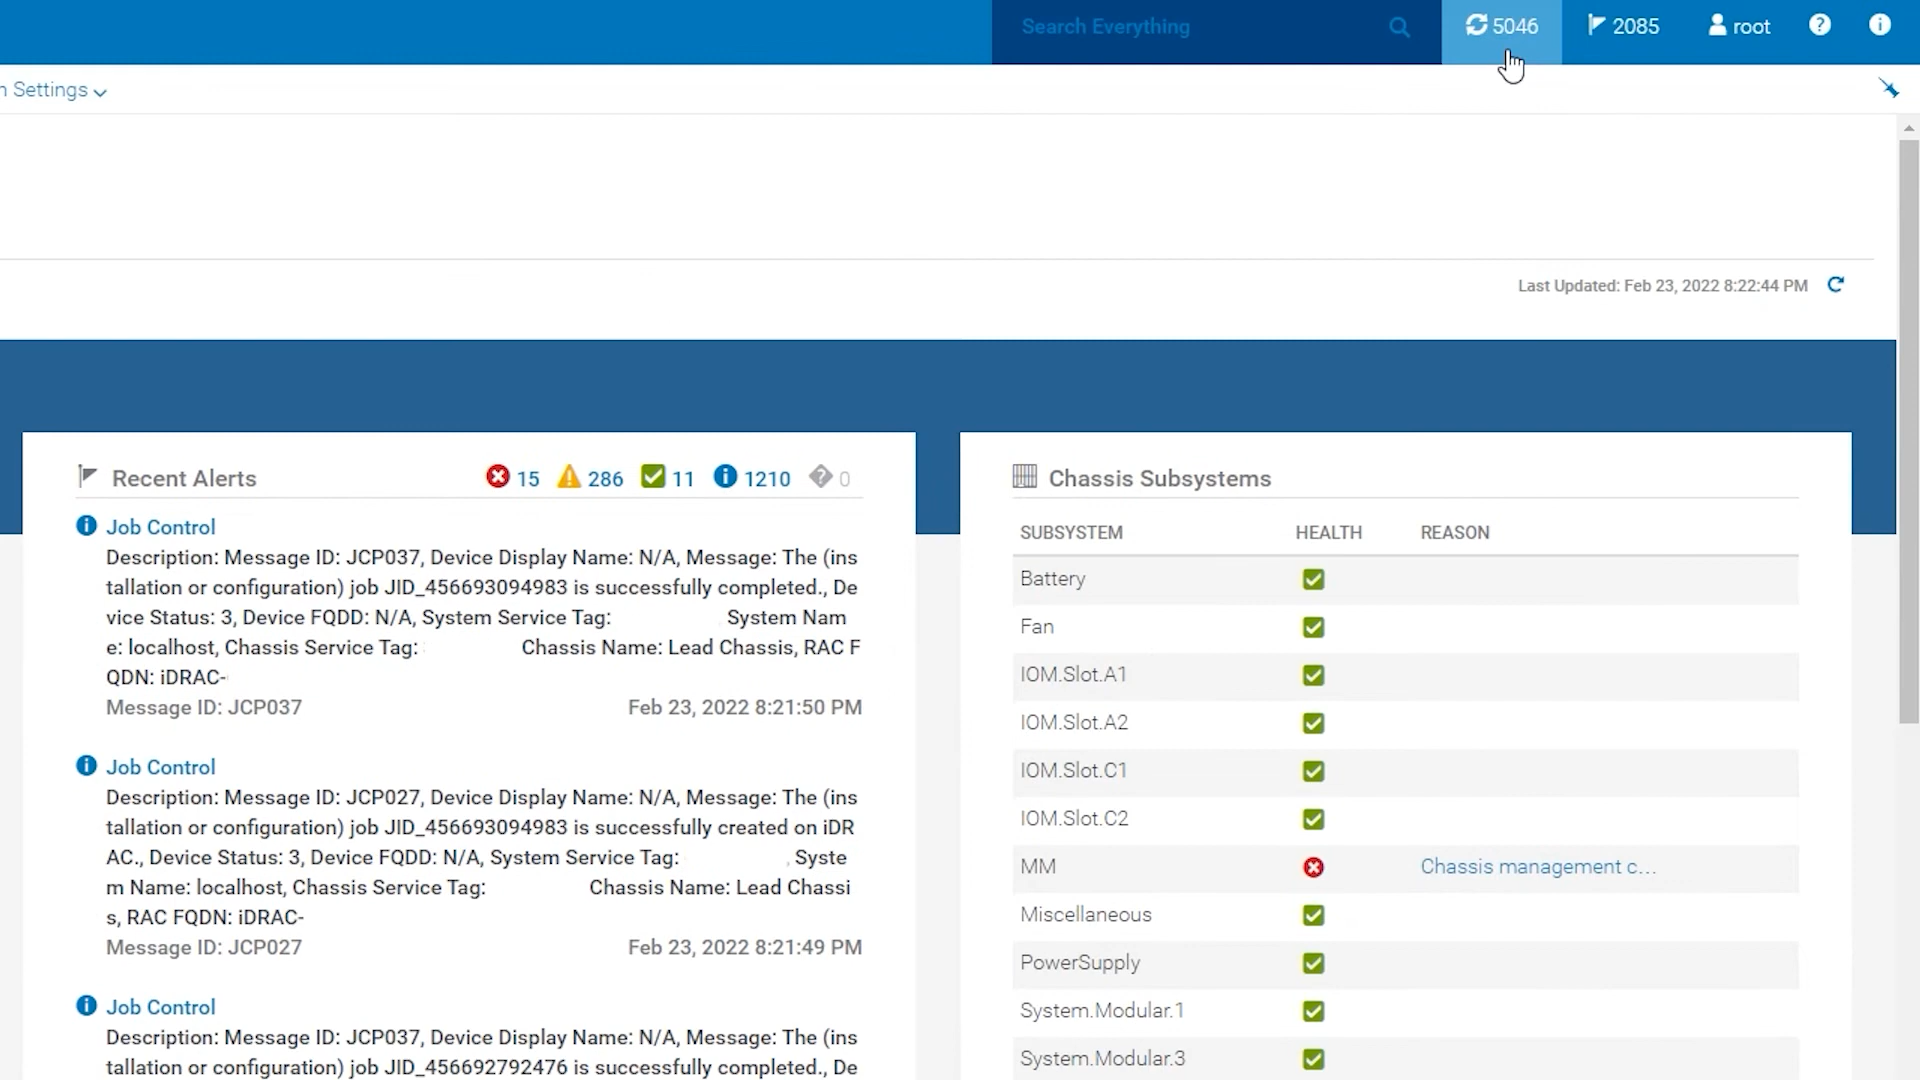 Search Everything
5046
2085
root
n Settings
Last Updated: Feb 23, 2022 8:22:44 PM
Recent Alerts
15
286
11
1210
0
Job Control
Description: Message ID: JCP037, Device Display Name: N/A, Message: The (ins
tallation or configuration) job JID_456693094983 is successfully completed., De
vice Status: 3, Device FQDD: N/A, System Service Tag: System Nam
e: localhost, Chassis Service Tag: Chassis Name: Lead Chassis, RAC F
QDN: iDRAC-
Message ID: JCP037 Feb 23, 2022 8:21:50 PM
Job Control
Description: Message ID: JCP027, Device Display Name: N/A, Message: The (ins
tallation or configuration) job JID_456693094983 is successfully created on iDR
AC., Device Status: 3, Device FQDD: N/A, System Service Tag: , Syste
m Name: localhost, Chassis Service Tag: Chassis Name: Lead Chassi
s, RAC FQDN: iDRAC-
Message ID: JCP027 Feb 23, 2022 8:21:49 PM
Job Control
Description: Message ID: JCP037, Device Display Name: N/A, Message: The (ins
tallation or configuration) job JID_456692792476 is successfully completed., De
Chassis Subsystems
SUBSYSTEM HEALTH REASON
Battery
Fan
IOM.Slot.A1
IOM.Slot.A2
IOM.Slot.C1
IOM.Slot.C2
MM Chassis management c...
Miscellaneous
PowerSupply
System.Modular.1
System.Modular.3